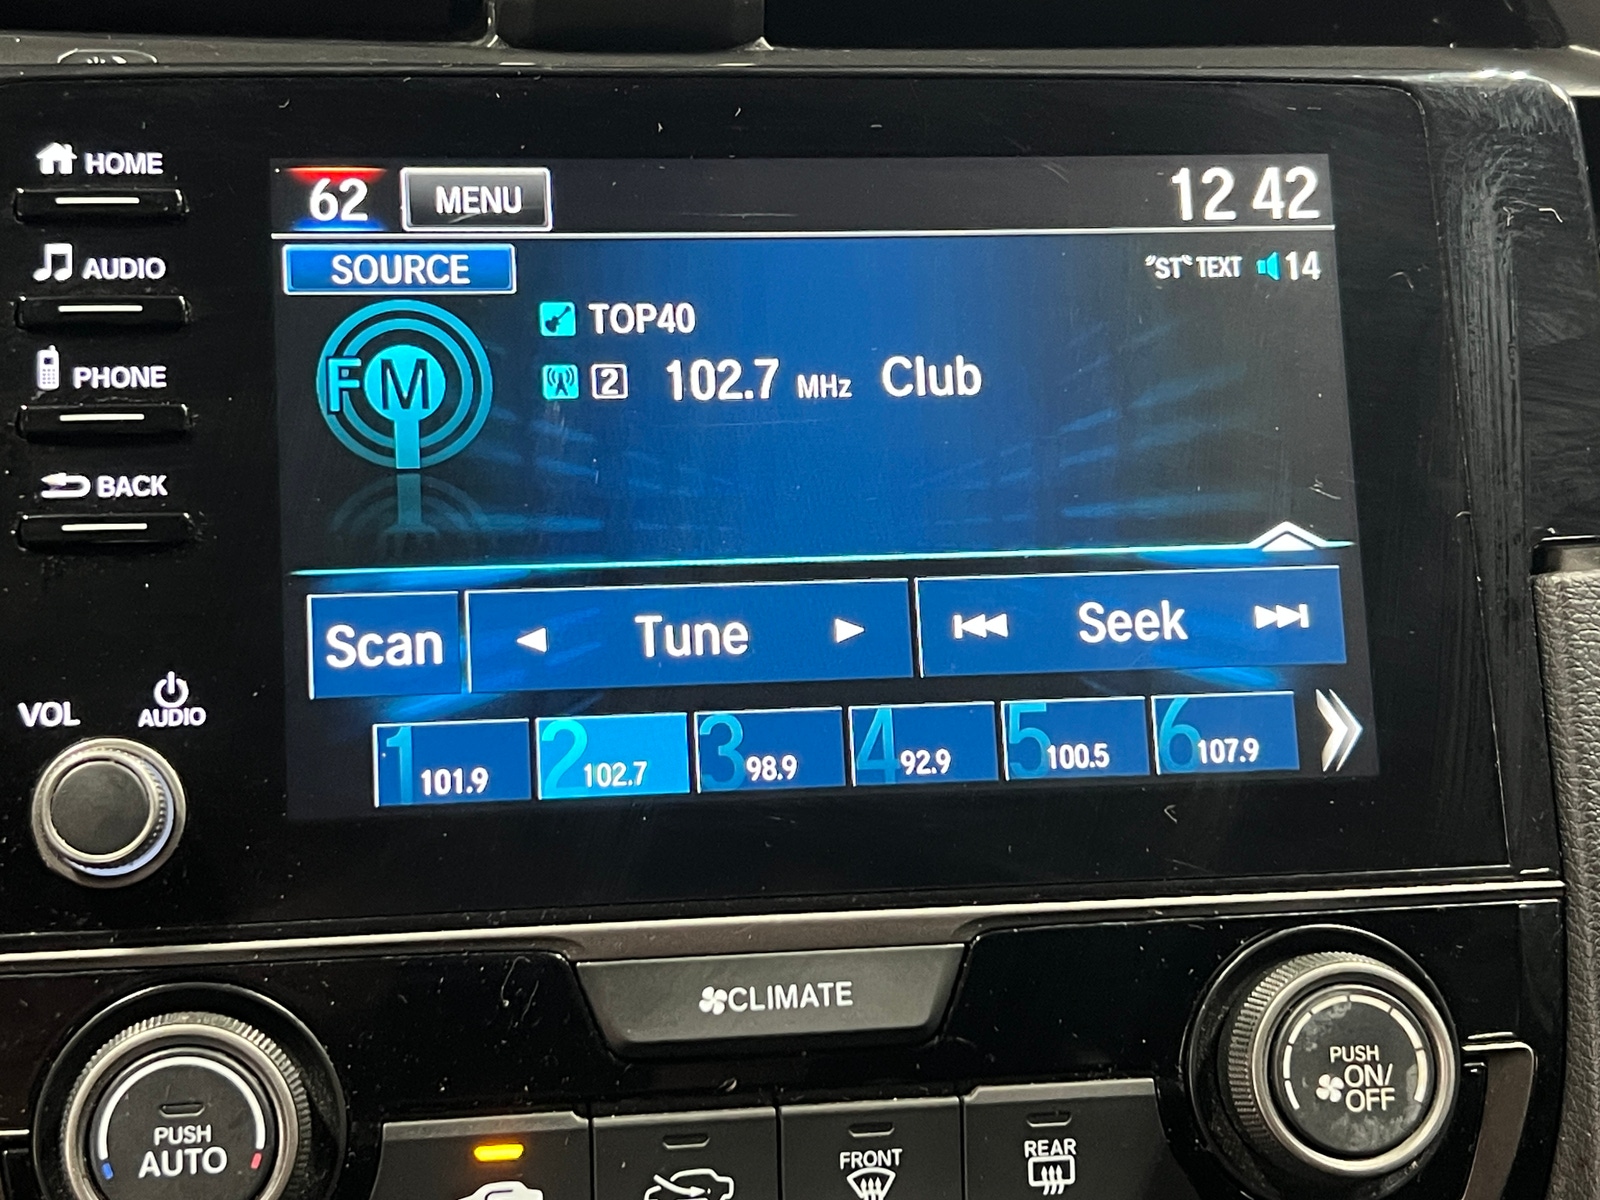 HOME
62 MENU 12 42
AUDIO
SOURCE "ST" TEXT 14
TOP40
FM
2 102.7 MHz Club
PHONE
BACK
Scan Tune Seek
VOL AUDIO
1 101.9 2 102.7 3 98.9 4 92.9 5 100.5 6 107.9
CLIMATE
PUSH
AUTO
FRONT
REAR
PUSH
ON/
OFF